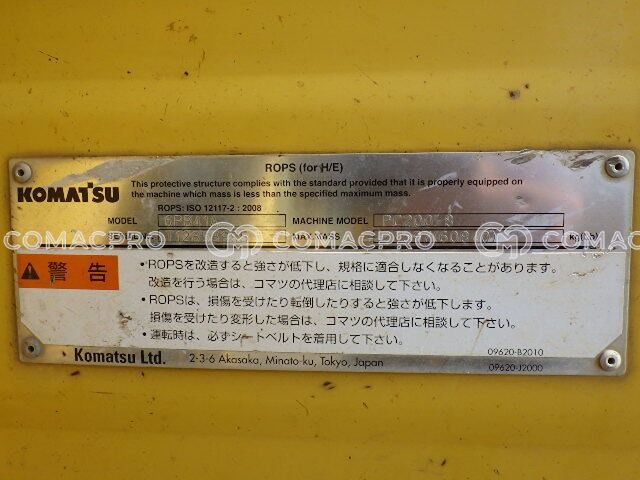 ROPS (for H/E)
KOMATSU
This protective structure complies with the standard provided that it is properly equipped on
the machine which mass is less than the specified maximum mass.
ROPS: ISO 12117-2 : 2008
MODEL
MACHINE MODEL PC200-8
MAX.MASS
COMACPRO COMACPRO COMACPRO
警告
・ROPSを改造すると強さが低下し、規格に適合しなくなることがあります。
改造を行う場合は、コマツの代理店に相談して下さい。
・ROPSは、損傷を受けたり転倒したりすると強さが低下します。
損傷を受けたり変形した場合は、コマツの代理店に相談して下さい。
・運転時は、必ずシートベルトを着用して下さい。
Komatsu Ltd. 2-3-6 Akasaka, Minato-ku, Tokyo, Japan
09620-B2010
09620-J2000